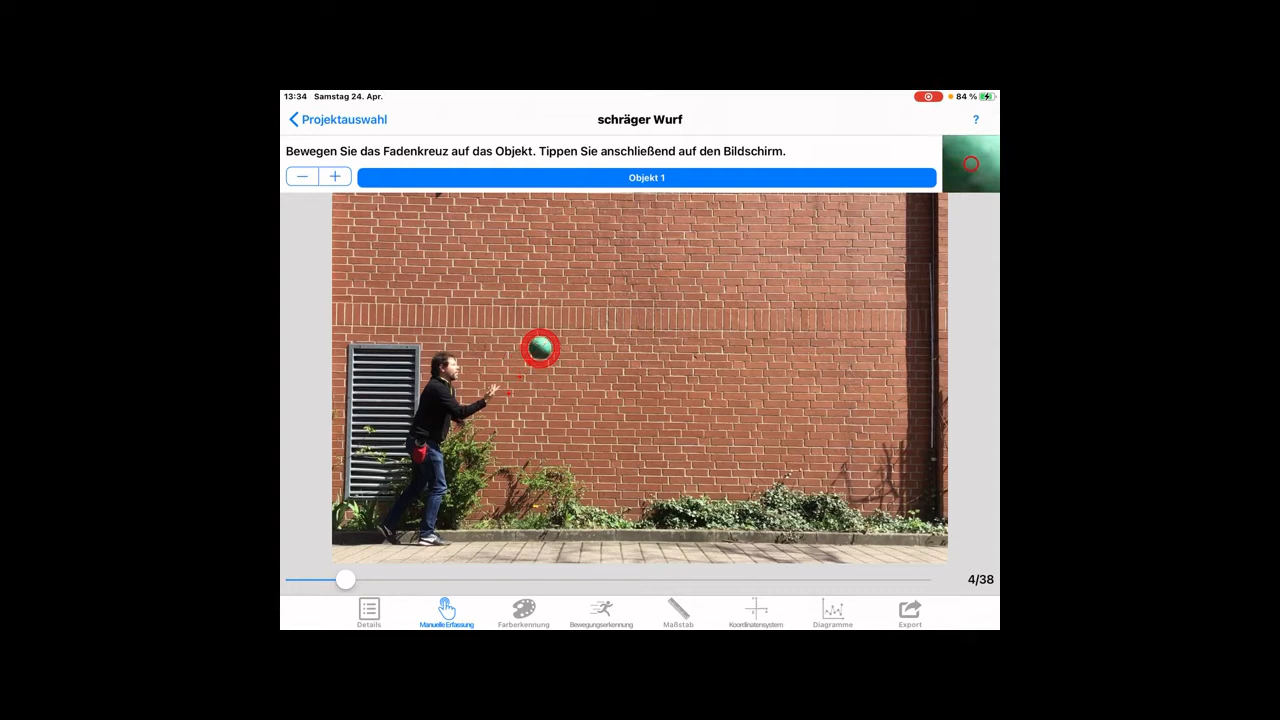 13:34 Samstag 24. Apr.
84 %
Projektauswahl
schräger Wurf
?
Bewegen Sie das Fadenkreuz auf das Objekt. Tippen Sie anschließend auf den Bildschirm.
− +
Objekt 1
4/38
Details
Manuelle Erfassung
Farberkennung
Bewegungserkennung
Maßstab
Koordinatensystem
Diagramme
Export